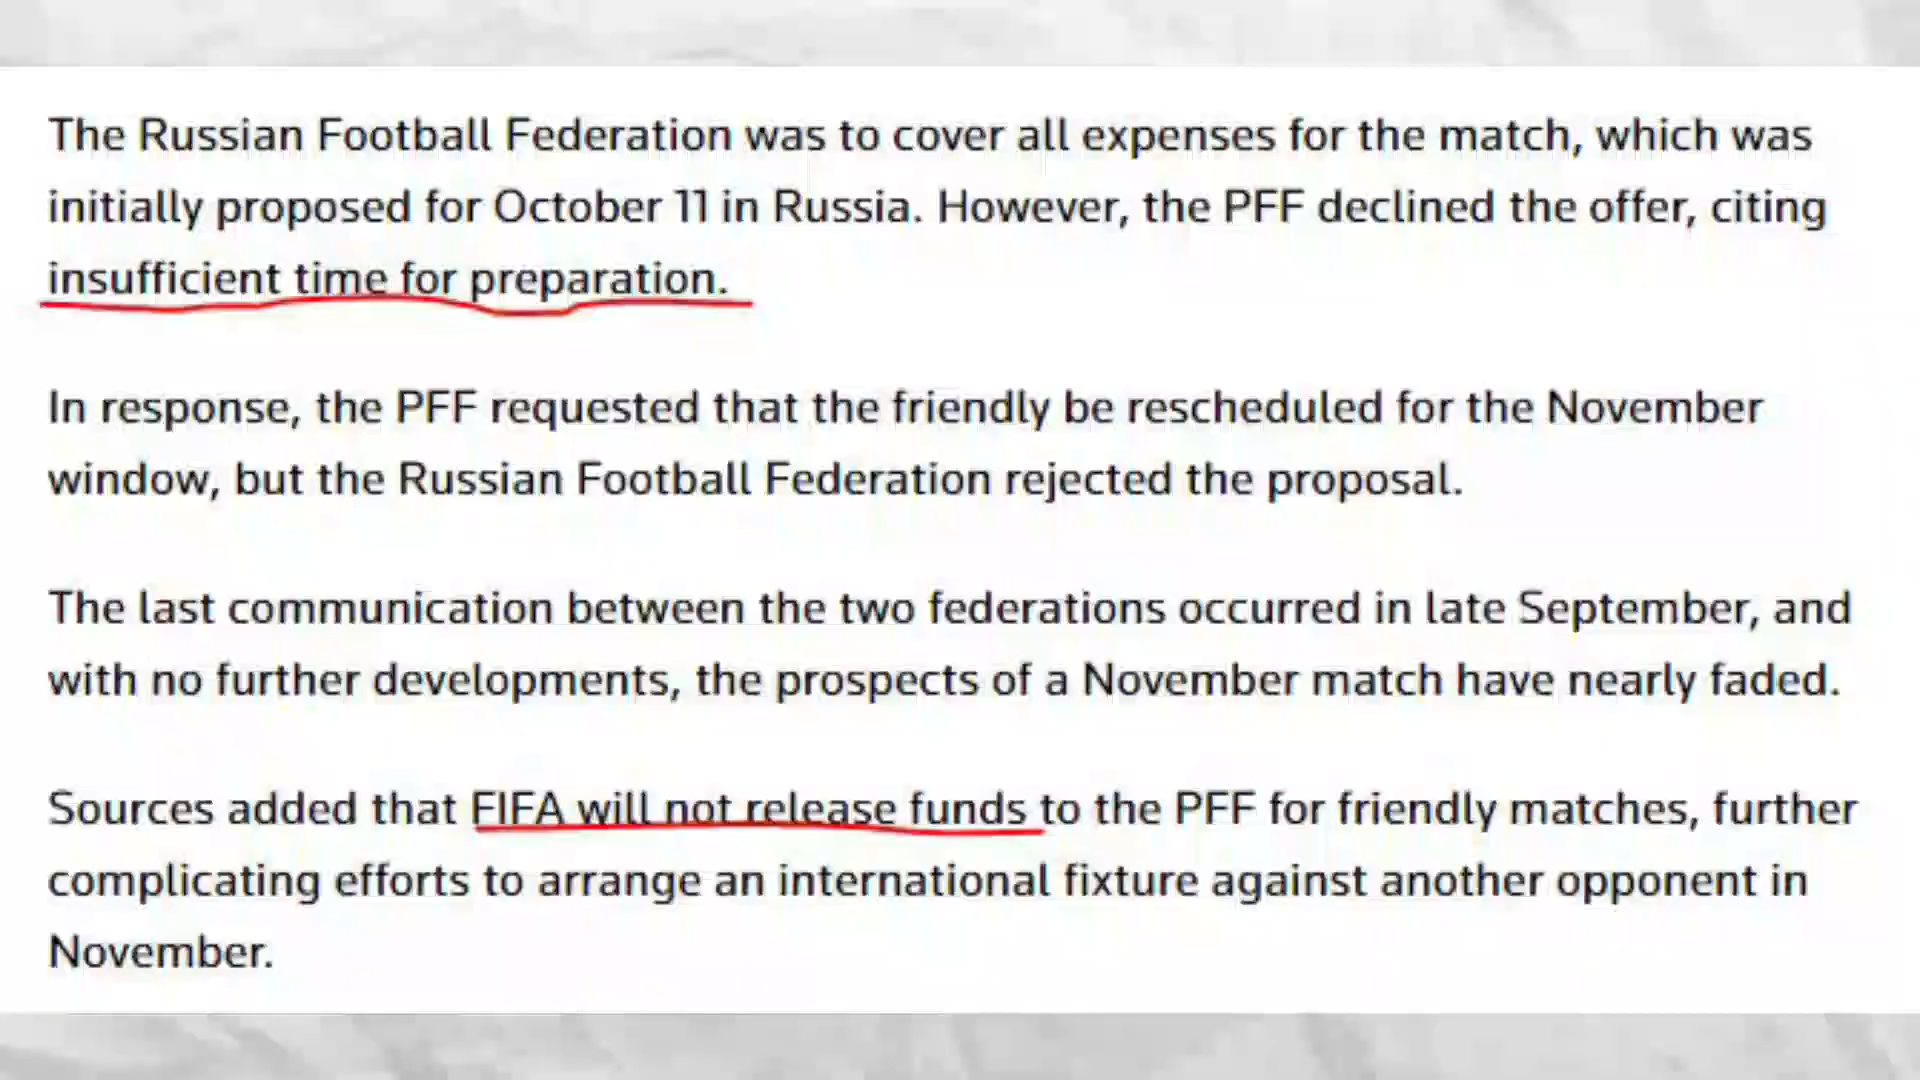 The Russian Football Federation was to cover all expenses for the match, which was
initially proposed for October 11 in Russia. However, the PFF declined the offer, citing
insufficient time for preparation.
In response, the PFF requested that the friendly be rescheduled for the November
window, but the Russian Football Federation rejected the proposal.
The last communication between the two federations occurred in late September, and
with no further developments, the prospects of a November match have nearly faded.
Sources added that FIFA will not release funds to the PFF for friendly matches, further
complicating efforts to arrange an international fixture against another opponent in
November.